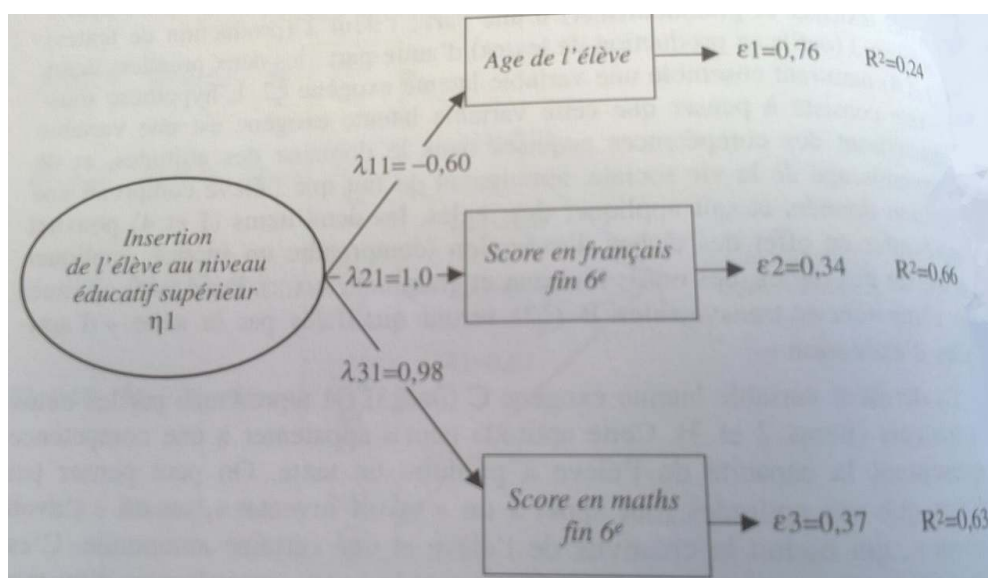 Age de l'élève
ε1=0,76
R²=0,24
λ11= –0,60
Insertion
de l'élève au niveau
éducatif supérieur
η1
λ21=1,0
Score en français
fin 6ᵉ
ε2=0,34
R²=0,66
λ31=0,98
Score en maths
fin 6ᵉ
ε3=0,37
R²=0,63